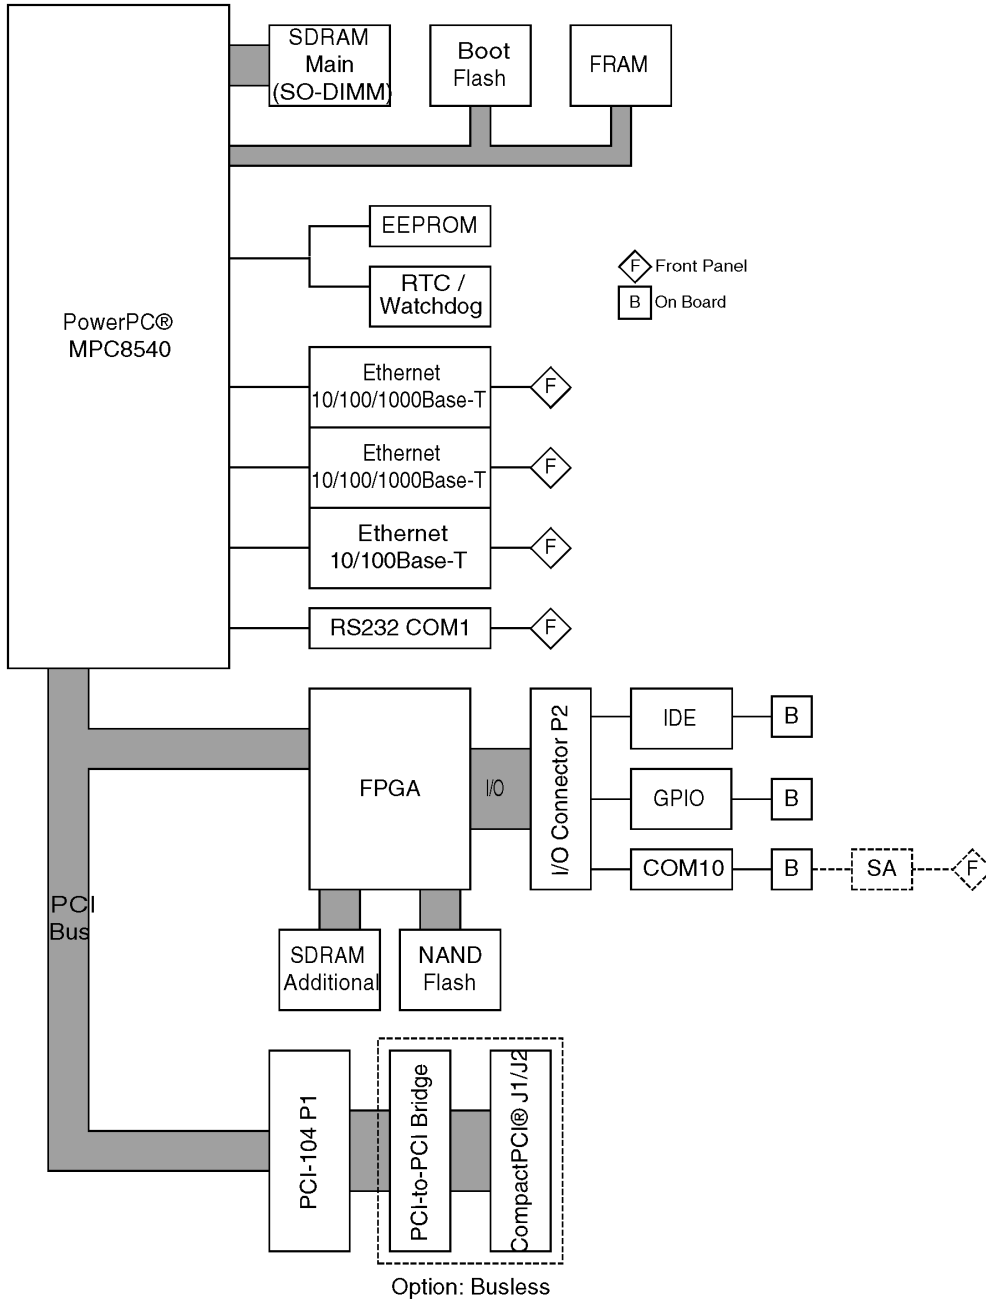 SDRAM
Main
(SO-DIMM)
Boot
Flash
FRAM
EEPROM
RTC /
Watchdog
F Front Panel
B On Board
PowerPC®
MPC8540
Ethernet
10/100/1000Base-T
F
Ethernet
10/100/1000Base-T
F
Ethernet
10/100Base-T
F
RS232 COM1
F
FPGA
I/O
I/O Connector P2
IDE
B
GPIO
B
COM10
B
SA
F
PCI
Bus
SDRAM
Additional
NAND
Flash
PCI-104 P1
PCI-to-PCI Bridge
CompactPCI® J1/J2
Option: Busless